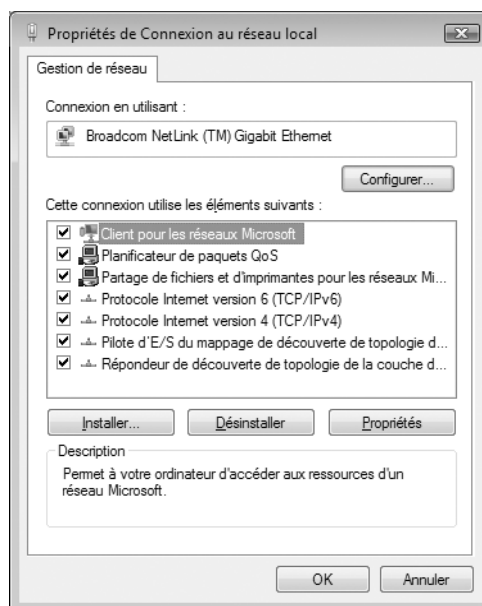 Propriétés de Connexion au réseau local
Gestion de réseau
Connexion en utilisant :
Broadcom NetLink (TM) Gigabit Ethernet
Configurer...
Cette connexion utilise les éléments suivants :
Client pour les réseaux Microsoft
Planificateur de paquets QoS
Partage de fichiers et d'imprimantes pour les réseaux Mi...
Protocole Internet version 6 (TCP/IPv6)
Protocole Internet version 4 (TCP/IPv4)
Pilote d'E/S du mappage de découverte de topologie d...
Répondeur de découverte de topologie de la couche d...
Installer...
Désinstaller
Propriétés
Description
Permet à votre ordinateur d'accéder aux ressources d'un
réseau Microsoft.
OK
Annuler